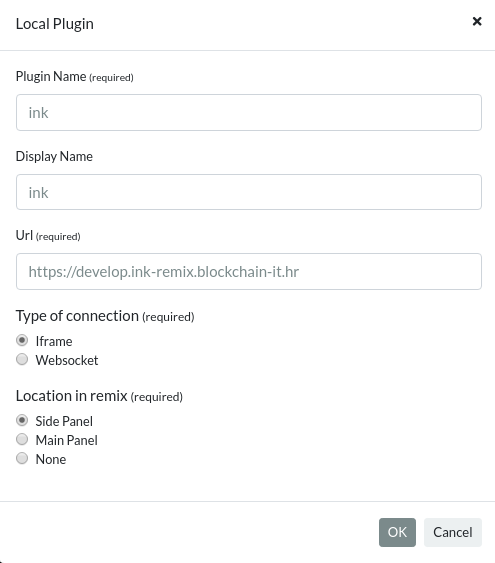 Local Plugin ×
Plugin Name (required)
ink
Display Name
ink
Url (required)
https://develop.ink-remix.blockchain-it.hr
Type of connection (required)
Iframe
Websocket
Location in remix (required)
Side Panel
Main Panel
None
OK Cancel